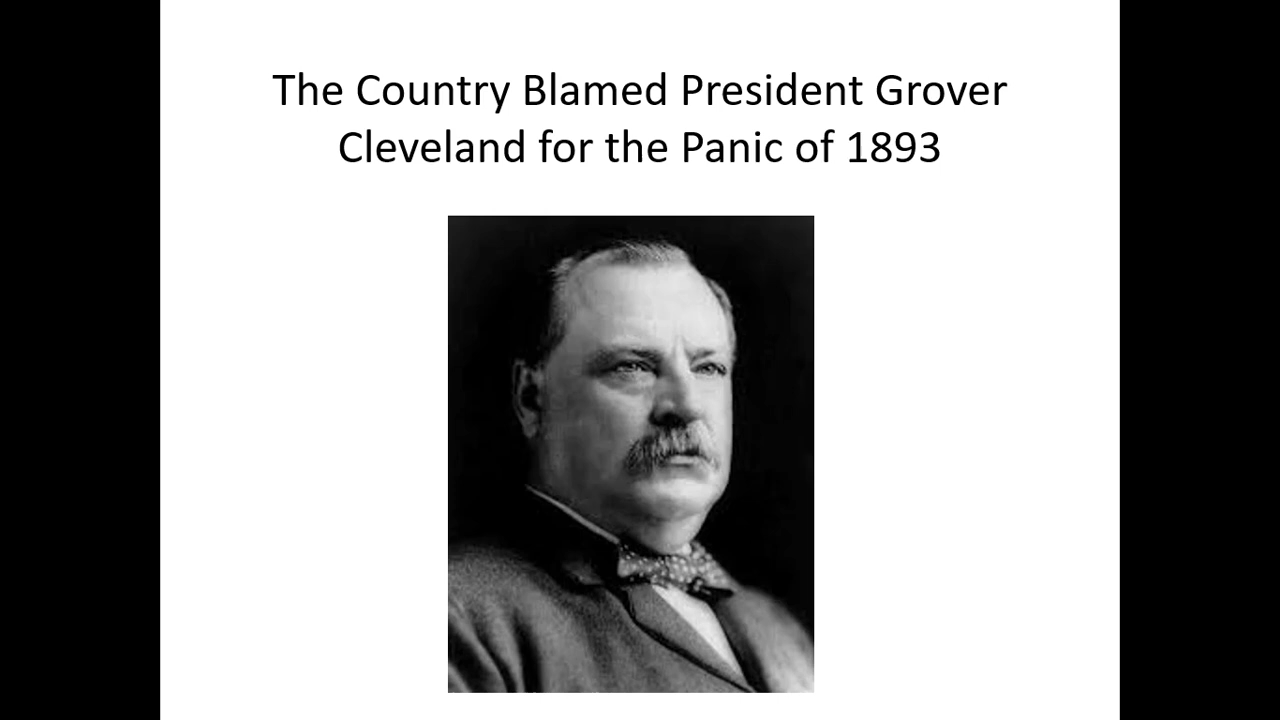 The Country Blamed President Grover
Cleveland for the Panic of 1893